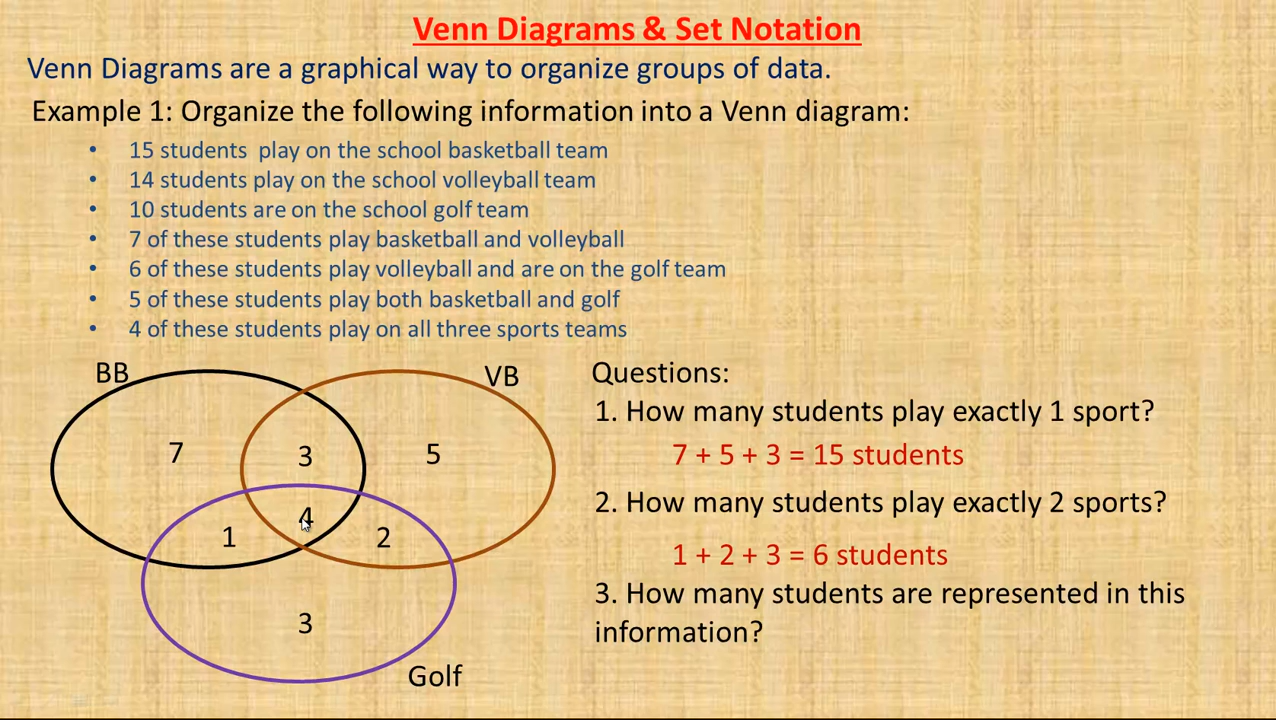 Venn Diagrams & Set Notation
Venn Diagrams are a graphical way to organize groups of data.
Example 1: Organize the following information into a Venn diagram:
• 15 students play on the school basketball team
• 14 students play on the school volleyball team
• 10 students are on the school golf team
• 7 of these students play basketball and volleyball
• 6 of these students play volleyball and are on the golf team
• 5 of these students play both basketball and golf
• 4 of these students play on all three sports teams
BB
VB
7
3
5
4
1
2
3
Golf
Questions:
1. How many students play exactly 1 sport?
7 + 5 + 3 = 15 students
2. How many students play exactly 2 sports?
1 + 2 + 3 = 6 students
3. How many students are represented in this
information?